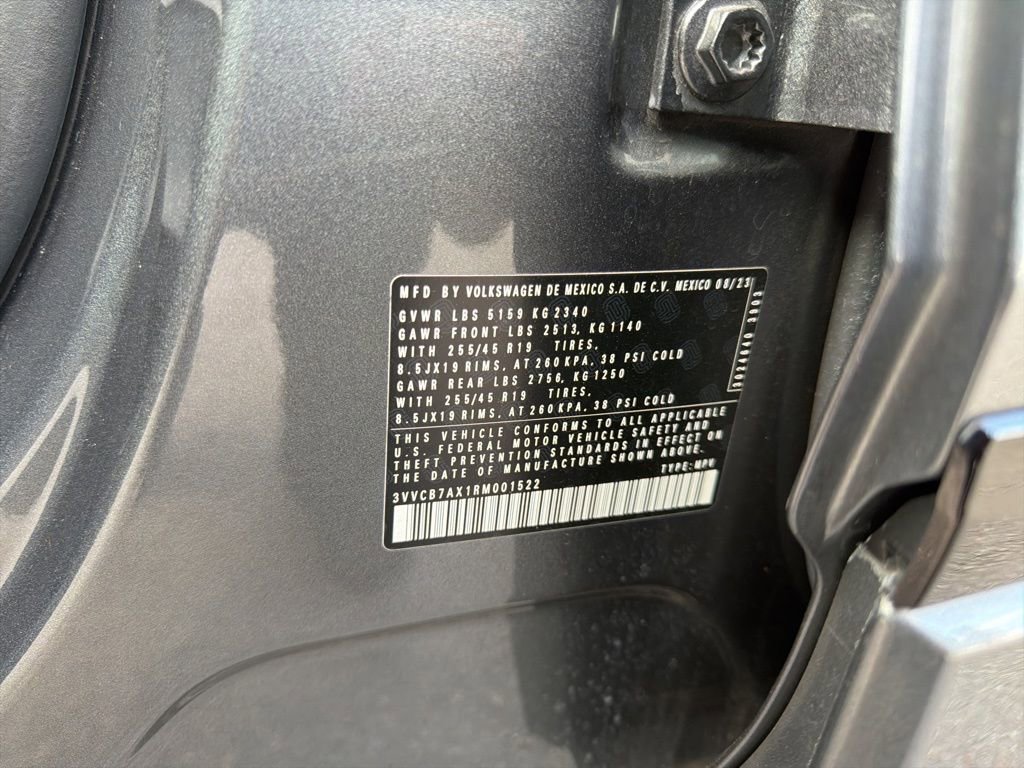 MFD BY VOLKSWAGEN DE MEXICO S.A. DE C.V. MEXICO 08/23
GVWR LBS 5159 KG 2340
GAWR FRONT LBS 2513, KG 1140
WITH 255/45 R19 TIRES,
8.5JX19 RIMS, AT 260 KPA, 38 PSI COLD
GAWR REAR LBS 2756, KG 1250
WITH 255/45 R19 TIRES,
8.5JX19 RIMS, AT 260 KPA, 38 PSI COLD
THIS VEHICLE CONFORMS TO ALL APPLICABLE
U.S. FEDERAL MOTOR VEHICLE SAFETY AND
THEFT PREVENTION STANDARDS IN EFFECT ON
THE DATE OF MANUFACTURE SHOWN ABOVE.
3VVCB7AX1RM001522 TYPE: MPV